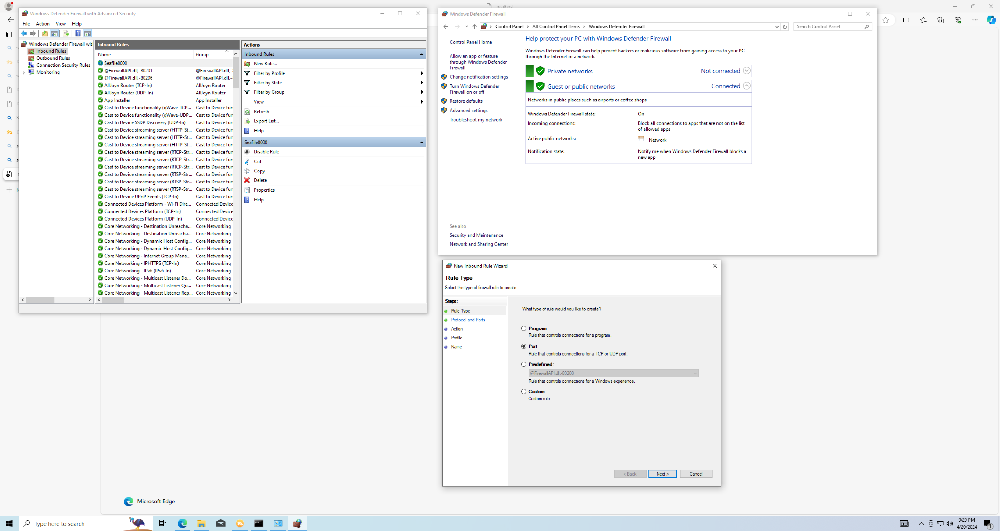 localhost
Windows Defender Firewall with Advanced Security
File Action View Help
Windows Defender Firewall wit
Inbound Rules
Outbound Rules
Connection Security Rules
Monitoring
Inbound Rules
Name Group
Seafile8000
@FirewallAPI.dll,-80201 @FirewallAPI.dll,-
@FirewallAPI.dll,-80206 @FirewallAPI.dll,-
AllJoyn Router (TCP-In) AllJoyn Router
AllJoyn Router (UDP-In) AllJoyn Router
App Installer App Installer
Cast to Device functionality (qWave-TCP... Cast to Device fur
Cast to Device functionality (qWave-UDP... Cast to Device fur
Cast to Device SSDP Discovery (UDP-In) Cast to Device fur
Cast to Device streaming server (HTTP-St... Cast to Device fur
Cast to Device streaming server (HTTP-St... Cast to Device fur
Cast to Device streaming server (HTTP-St... Cast to Device fur
Cast to Device streaming server (RTCP-Str... Cast to Device fur
Cast to Device streaming server (RTCP-Str... Cast to Device fur
Cast to Device streaming server (RTCP-Str... Cast to Device fur
Cast to Device streaming server (RTSP-Str... Cast to Device fur
Cast to Device streaming server (RTSP-Str... Cast to Device fur
Cast to Device streaming server (RTSP-Str... Cast to Device fur
Cast to Device UPnP Events (TCP-In) Cast to Device fur
Connected Devices Platform - Wi-Fi Dire... Connected Device
Connected Devices Platform (TCP-In) Connected Device
Connected Devices Platform (UDP-In) Connected Device
Core Networking - Destination Unreacha... Core Networking
Core Networking - Destination Unreacha... Core Networking
Core Networking - Dynamic Host Config... Core Networking
Core Networking - Dynamic Host Config... Core Networking
Core Networking - Internet Group Mana... Core Networking
Core Networking - IPHTTPS (TCP-In) Core Networking
Core Networking - IPv6 (IPv6-In) Core Networking
Core Networking - Multicast Listener Do... Core Networking
Core Networking - Multicast Listener Qu... Core Networking
Core Networking - Multicast Listener Rep... Core Networking
Actions
Inbound Rules
New Rule...
Filter by Profile
Filter by State
Filter by Group
View
Refresh
Export List...
Help
Seafile8000
Disable Rule
Cut
Copy
Delete
Properties
Help
Windows Defender Firewall
Control Panel > All Control Panel Items > Windows Defender Firewall
Search Control Panel
Control Panel Home
Allow an app or feature
through Windows Defender
Firewall
Change notification settings
Turn Windows Defender
Firewall on or off
Restore defaults
Advanced settings
Troubleshoot my network
See also
Security and Maintenance
Network and Sharing Center
Help protect your PC with Windows Defender Firewall
Windows Defender Firewall can help prevent hackers or malicious software from gaining access to your PC
through the Internet or a network.
Private networks Not connected
Guest or public networks Connected
Networks in public places such as airports or coffee shops
Windows Defender Firewall state: On
Incoming connections: Block all connections to apps that are not on the list
of allowed apps
Active public networks: Network
Notification state: Notify me when Windows Defender Firewall blocks a
new app
New Inbound Rule Wizard
Rule Type
Select the type of firewall rule to create.
Steps:
Rule Type
Protocol and Ports
Action
Profile
Name
What type of rule would you like to create?
Program
Rule that controls connections for a program.
Port
Rule that controls connections for a TCP or UDP port.
Predefined:
@FirewallAPI.dll,-80200
Rule that controls connections for a Windows experience.
Custom
Custom rule.
< Back Next > Cancel
Microsoft Edge
Type here to search
9:29 PM
4/20/2024
1